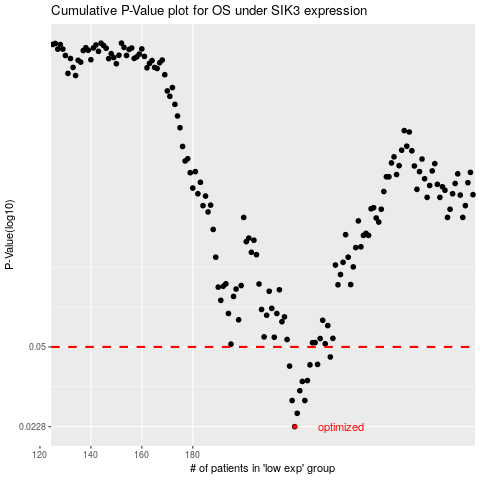 Cumulative P-Value plot for OS under SIK3 expression
P-Value(log10)
0.05
0.0228
optimized
120 140 160 180
# of patients in 'low exp' group